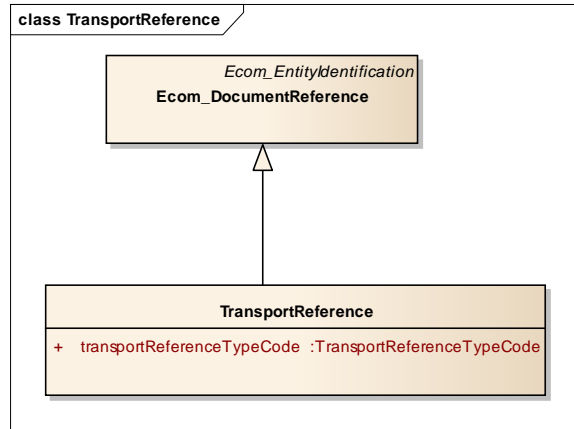 class TransportReference
Ecom_EntityIdentification
Ecom_DocumentReference
TransportReference
+ transportReferenceTypeCode :TransportReferenceTypeCode